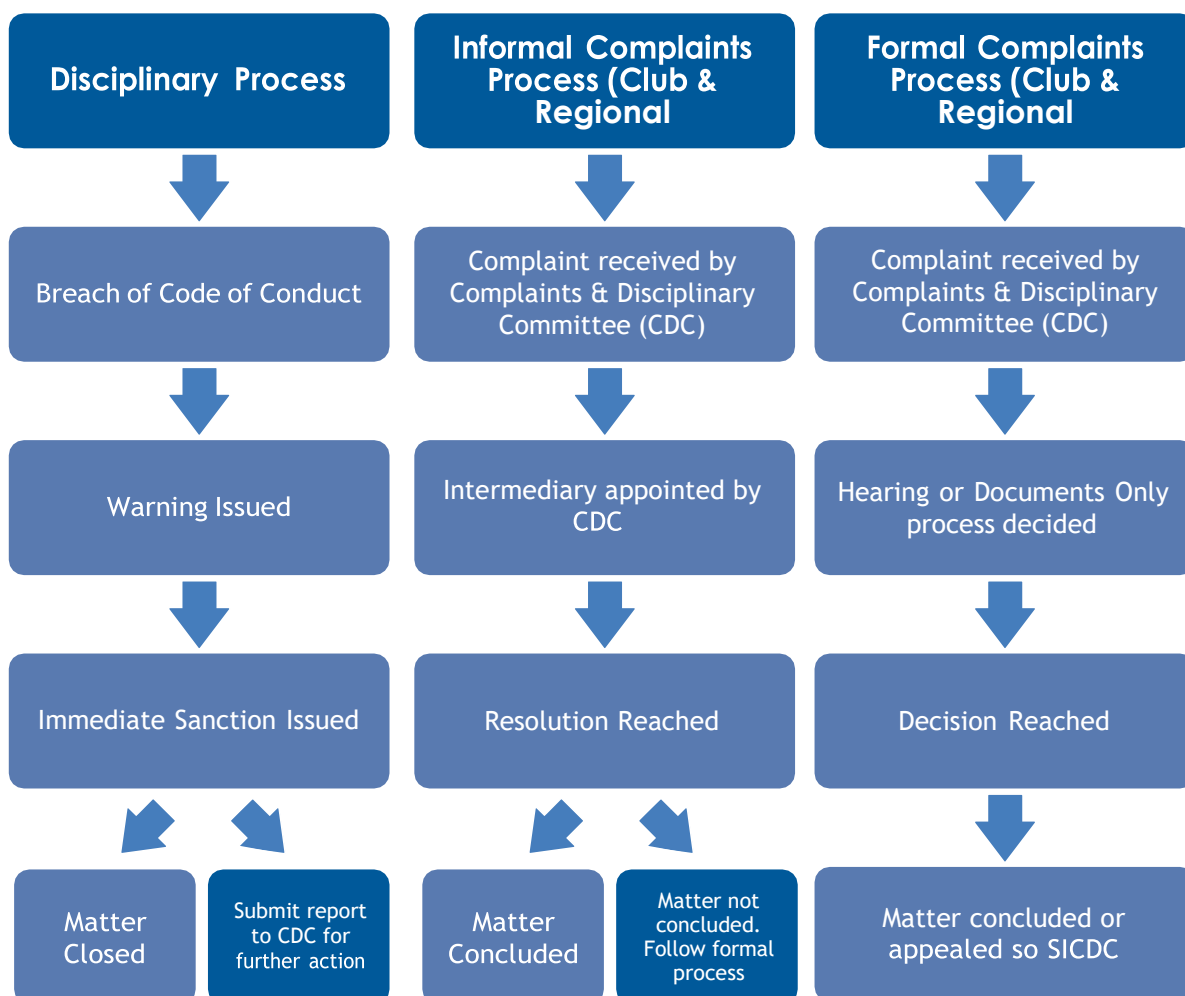 Disciplinary Process
Breach of Code of Conduct
Warning Issued
Immediate Sanction Issued
Matter
Closed
Submit report
to CDC for
further action
Informal Complaints
Process (Club &
Regional
Complaint received by
Complaints & Disciplinary
Committee (CDC)
Intermediary appointed by
CDC
Resolution Reached
Matter
Concluded
Matter not
concluded.
Follow formal
process
Formal Complaints
Process (Club &
Regional
Complaint received by
Complaints & Disciplinary
Committee (CDC)
Hearing or Documents Only
process decided
Decision Reached
Matter concluded or
appealed so SICDC